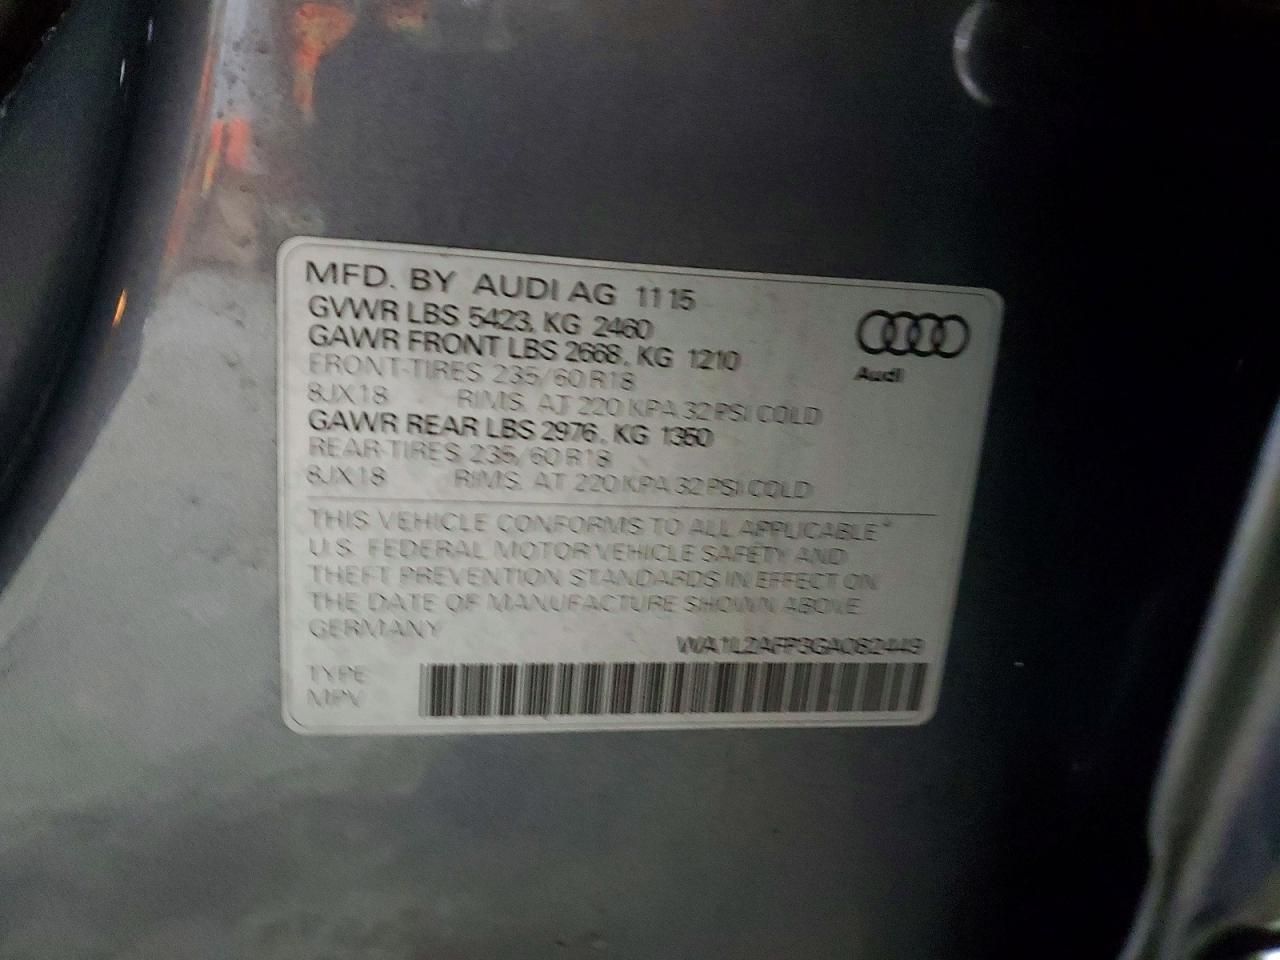 MFD. BY AUDI AG 11 15
GVWR LBS 5423, KG 2460
GAWR FRONT LBS 2668, KG 1210
FRONT-TIRES 235/60 R18
8JX18 RIMS. AT 220 KPA 32 PSI COLD
GAWR REAR LBS 2976, KG 1350
REAR-TIRES 235/60 R18
8JX18 RIMS. AT 220 KPA 32 PSI COLD
Audi
THIS VEHICLE CONFORMS TO ALL APPLICABLE
U.S. FEDERAL MOTOR VEHICLE SAFETY AND
THEFT PREVENTION STANDARDS IN EFFECT ON
THE DATE OF MANUFACTURE SHOWN ABOVE.
GERMANY
WA1L2AFP3GA082449
TYPE
MPV